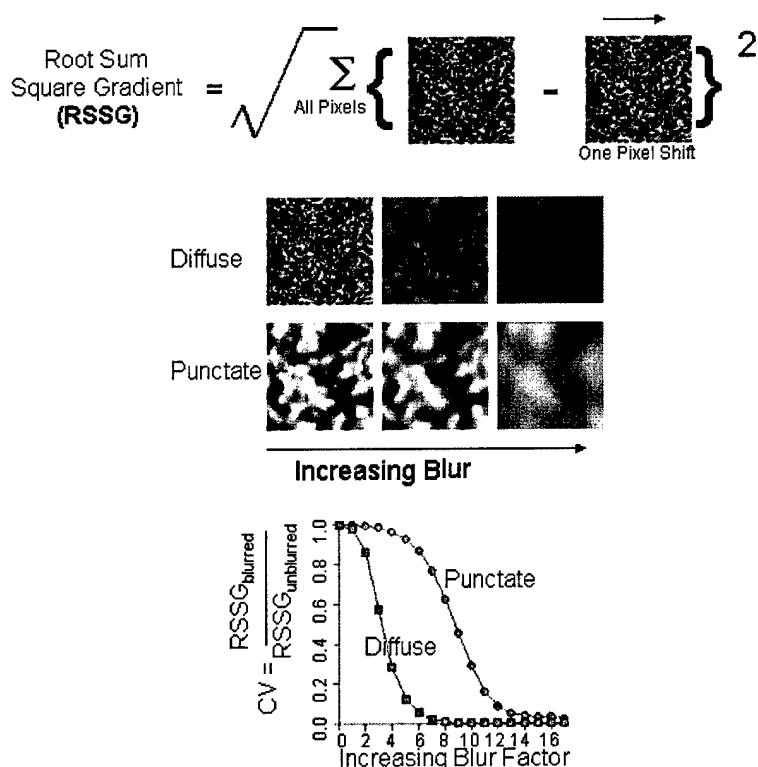 Root Sum
Square Gradient
(RSSG)
= √ Σ { - } 2
All Pixels
One Pixel Shift
Diffuse
Punctate
Increasing Blur
CV = RSSGblurred
RSSGunblurred
1.0
0.8
0.6
0.4
0.2
0.0
Punctate
Diffuse
0 2 4 6 8 10 12 14 16
Increasing Blur Factor